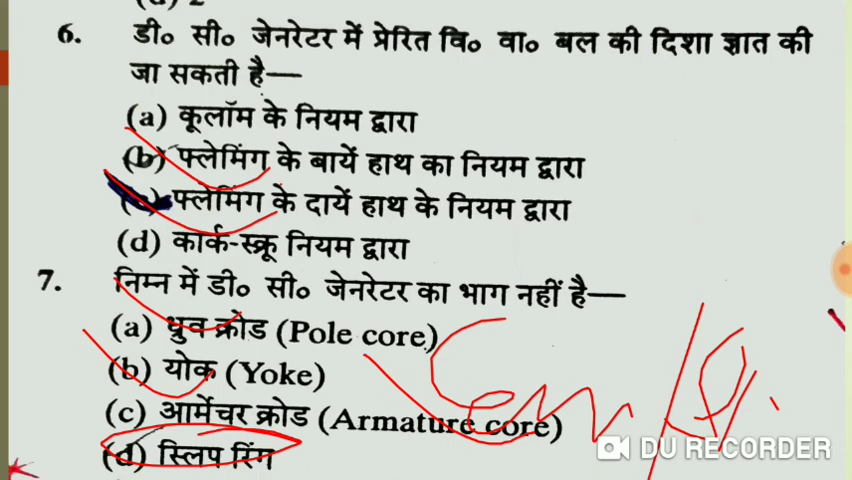 (d) 2
6. डी० सी० जेनरेटर में प्रेरित वि० वा० बल की दिशा ज्ञात की
जा सकती है—
(a) कूलॉम के नियम द्वारा
(b) फ्लेमिंग के बायें हाथ का नियम द्वारा
(c) फ्लेमिंग के दायें हाथ के नियम द्वारा
(d) कार्क-स्क्रू नियम द्वारा
7. निम्न में डी० सी० जेनरेटर का भाग नहीं है—
(a) ध्रुव क्रोड (Pole core)
(b) योक (Yoke)
(c) आर्मेचर क्रोड (Armature core)
(d) स्लिप रिंग
DU RECORDER